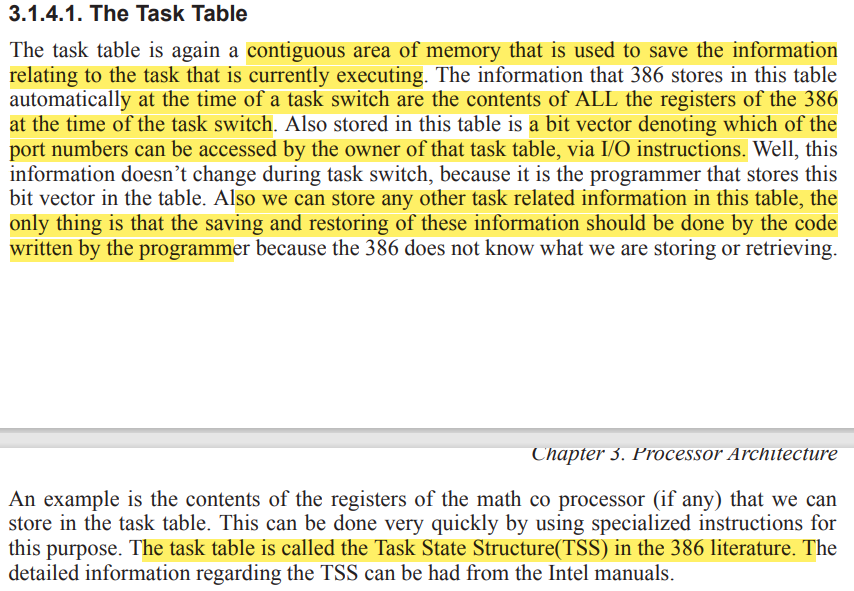 3.1.4.1. The Task Table
The task table is again a contiguous area of memory that is used to save the information
relating to the task that is currently executing. The information that 386 stores in this table
automatically at the time of a task switch are the contents of ALL the registers of the 386
at the time of the task switch. Also stored in this table is a bit vector denoting which of the
port numbers can be accessed by the owner of that task table, via I/O instructions. Well, this
information doesn’t change during task switch, because it is the programmer that stores this
bit vector in the table. Also we can store any other task related information in this table, the
only thing is that the saving and restoring of these information should be done by the code
written by the programmer because the 386 does not know what we are storing or retrieving.
Chapter 3. Processor Architecture
An example is the contents of the registers of the math co processor (if any) that we can
store in the task table. This can be done very quickly by using specialized instructions for
this purpose. The task table is called the Task State Structure(TSS) in the 386 literature. The
detailed information regarding the TSS can be had from the Intel manuals.